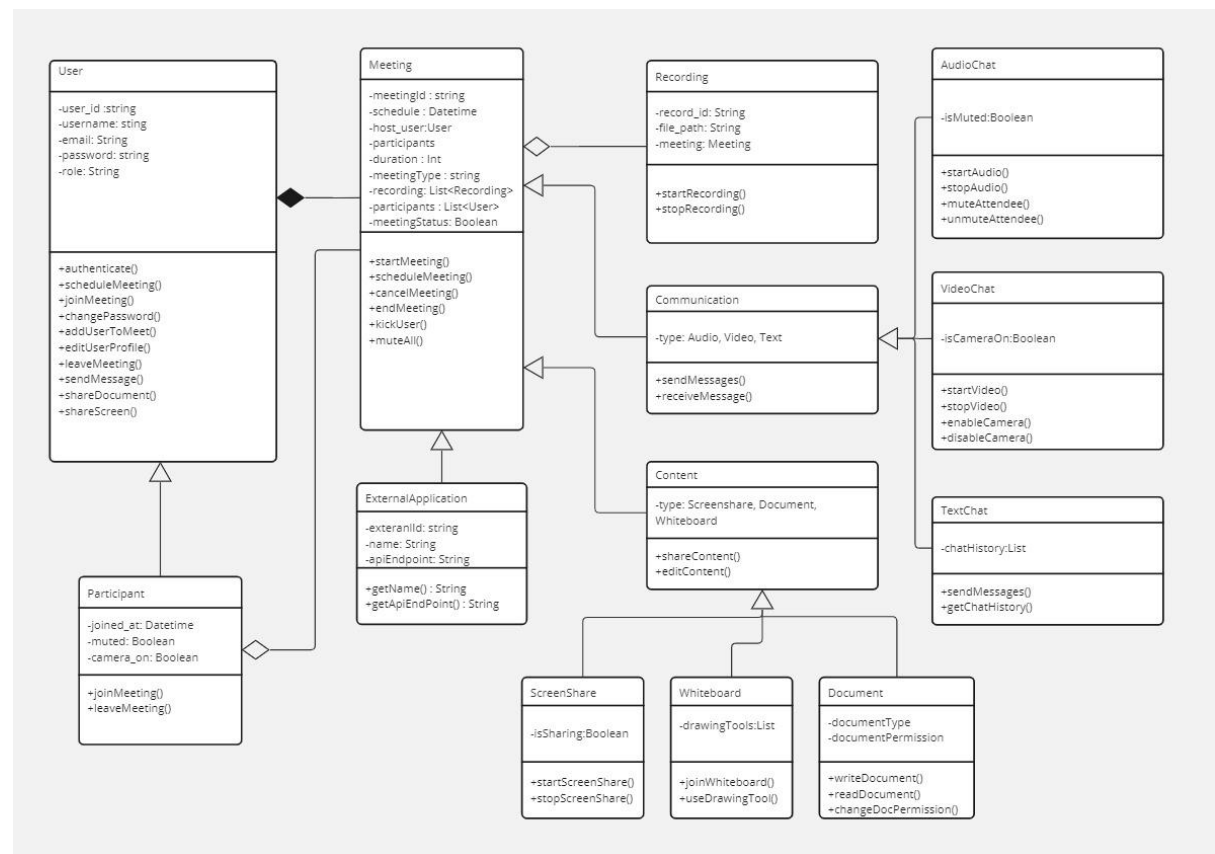 User
-user_id :string
-username: sting
-email: String
-password: string
-role: String
+authenticate()
+scheduleMeeting()
+joinMeeting()
+changePassword()
+addUserToMeet()
+editUserProfile()
+leaveMeeting()
+sendMessage()
+shareDocument()
+shareScreen()
Meeting
-meetingId : string
-schedule : Datetime
-host_user:User
-participants
-duration : Int
-meetingType : string
-recording: List<Recording>
-participants : List<User>
-meetingStatus: Boolean
+startMeeting()
+scheduleMeeting()
+cancelMeeting()
+endMeeting()
+kickUser()
+muteAll()
Recording
-record_id: String
-file_path: String
-meeting: Meeting
+startRecording()
+stopRecording()
AudioChat
-isMuted:Boolean
+startAudio()
+stopAudio()
+muteAttendee()
+unmuteAttendee()
Communication
-type: Audio, Video, Text
+sendMessages()
+receiveMessage()
VideoChat
-isCameraOn:Boolean
+startVideo()
+stopVideo()
+enableCamera()
+disableCamera()
ExternalApplication
-exteranlId: string
-name: String
-apiEndpoint: String
+getName() : String
+getApiEndPoint() : String
Content
-type: Screenshare, Document,
Whiteboard
+shareContent()
+editContent()
TextChat
-chatHistory:List
+sendMessages()
+getChatHistory()
Participant
-joined_at: Datetime
-muted: Boolean
-camera_on: Boolean
+joinMeeting()
+leaveMeeting()
ScreenShare
-isSharing:Boolean
+startScreenShare()
+stopScreenShare()
Whiteboard
-drawingTools:List
+joinWhiteboard()
+useDrawingTool()
Document
-documentType
-documentPermission
+writeDocument()
+readDocument()
+changeDocPermission()